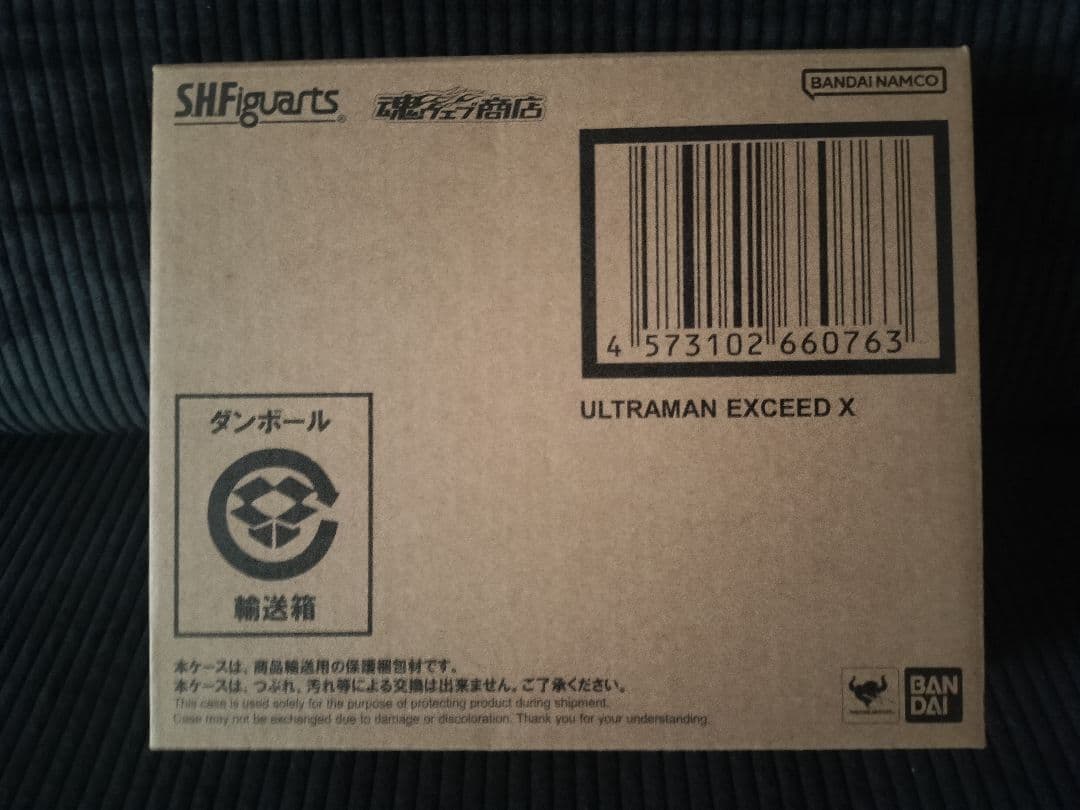 S.H.Figuarts®
魂ウェブ商店
BANDAI NAMCO
4 573102 660763
ULTRAMAN EXCEED X
ダンボール
輸送箱
本ケースは、商品輸送用の保護梱包材です。
本ケースは、つぶれ、汚れ等による交換は出来ません。ご了承ください。
This case is used solely for the purpose of protecting product during shipment.
Case may not be exchanged due to damage or discoloration. Thank you for your understanding.
BAN
DAI